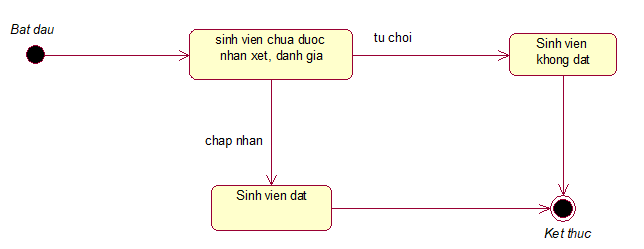 Bat dau
sinh vien chua duoc
nhan xet, danh gia
tu choi
Sinh vien
khong dat
chap nhan
Sinh vien dat
Ket thuc